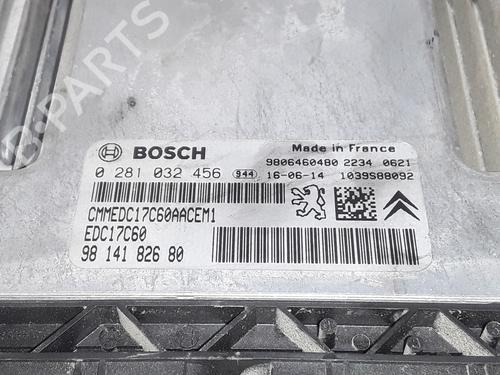 BOSCH
Made in France
9806460480 2234 0621
0 281 032 456 944 16-06-14 1039S88092
CMMEDC17C60AACEM1
EDC17C60
98 141 826 80
B-PARTS